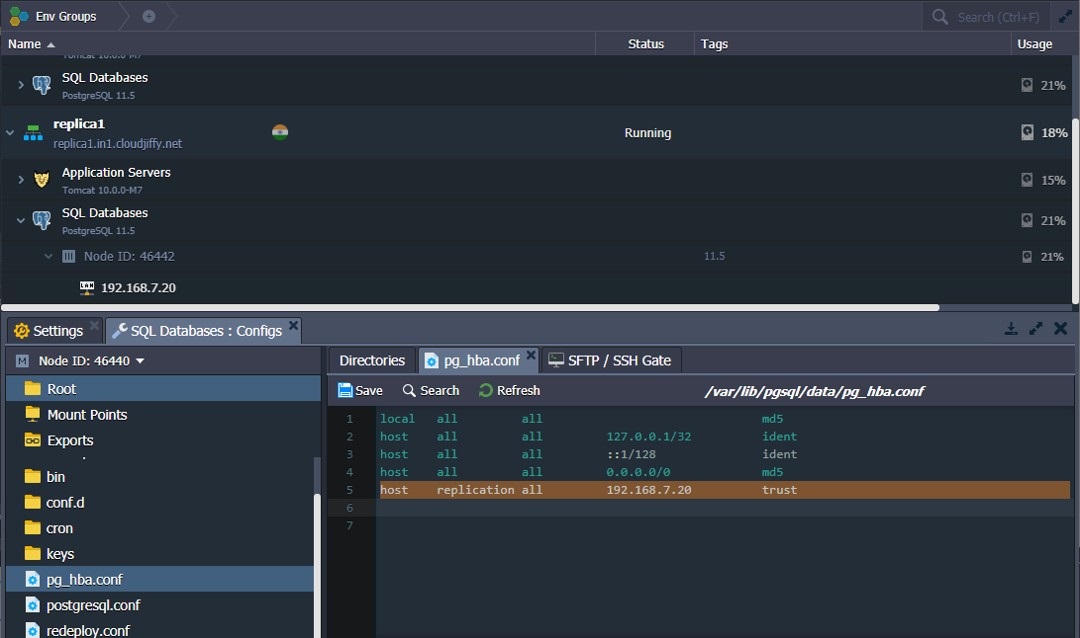 Env Groups
Search (Ctrl+F)
Name Status Tags Usage
Tomcat 10.0.0-M7
SQL Databases
PostgreSQL 11.5 21%
replica1
replica1.in1.cloudjiffy.net Running 18%
Application Servers
Tomcat 10.0.0-M7 15%
SQL Databases
PostgreSQL 11.5 21%
Node ID: 46442 11.5 21%
LAN 192.168.7.20
Settings SQL Databases : Configs
M Node ID: 46440
Root
Mount Points
Exports
bin
conf.d
cron
keys
pg_hba.conf
postgresql.conf
redeploy.conf
Directories pg_hba.conf SFTP / SSH Gate
Save Search Refresh /var/lib/pgsql/data/pg_hba.conf
1 local all all md5
2 host all all 127.0.0.1/32 ident
3 host all all ::1/128 ident
4 host all all 0.0.0.0/0 md5
5 host replication all 192.168.7.20 trust
6
7